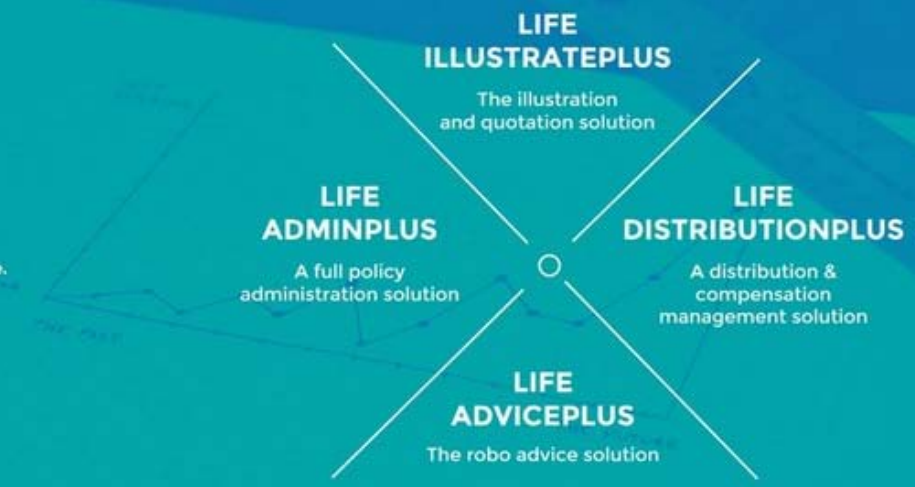 LIFE
ILLUSTRATEPLUS
The illustration
and quotation solution
LIFE
ADMINPLUS
A full policy
administration solution
LIFE
DISTRIBUTIONPLUS
A distribution &
compensation
management solution
LIFE
ADVICEPLUS
The robo advice solution